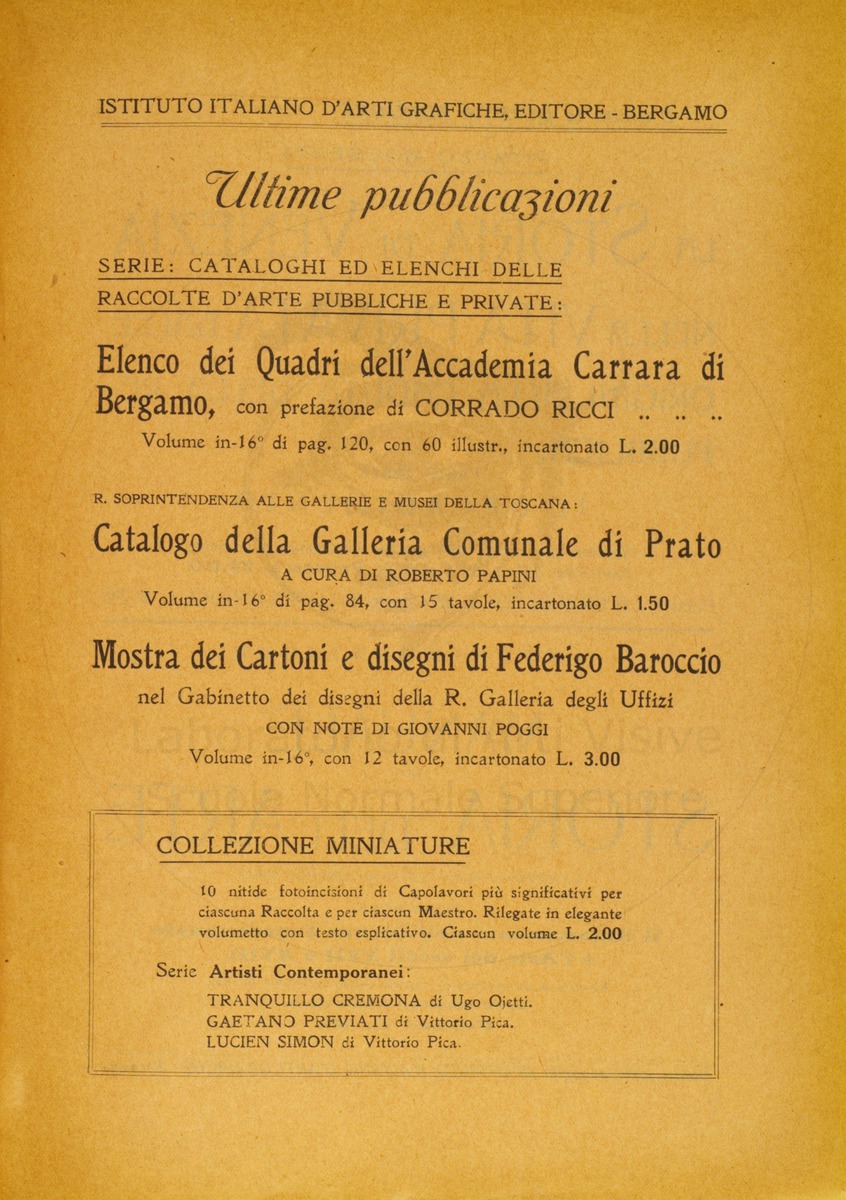 ISTITUTO ITALIANO D'ARTI GRAFICHE, EDITORE - BERGAMO
Ultime pubblicazioni
SERIE: CATALOGHI ED ELENCHI DELLE
RACCOLTE D'ARTE PUBBLICHE E PRIVATE:
Elenco dei Quadri dell'Accademia Carrara di
Bergamo, con prefazione di CORRADO RICCI .. .. ..
Volume in-16° di pag. 120, con 60 illustr., incartonato L. 2.00
R. SOPRINTENDENZA ALLE GALLERIE E MUSEI DELLA TOSCANA:
Catalogo della Galleria Comunale di Prato
A CURA DI ROBERTO PAPINI
Volume in-16° di pag. 84, con 15 tavole, incartonato L. 1.50
Mostra dei Cartoni e disegni di Federigo Baroccio
nel Gabinetto dei disegni della R. Galleria degli Uffizi
CON NOTE DI GIOVANNI POGGI
Volume in-16°, con 12 tavole, incartonato L. 3.00
Scuola Normale Superiore
COLLEZIONE MINIATURE
10 nitide fotoincisioni di Capolavori più significativi per
ciascuna Raccolta e per ciascun Maestro. Rilegate in elegante
volumetto con testo esplicativo. Ciascun volume L. 2.00
Serie Artisti Contemporanei:
TRANQUILLO CREMONA di Ugo Ojetti.
GAETANO PREVIATI di Vittorio Pica.
LUCIEN SIMON di Vittorio Pica.